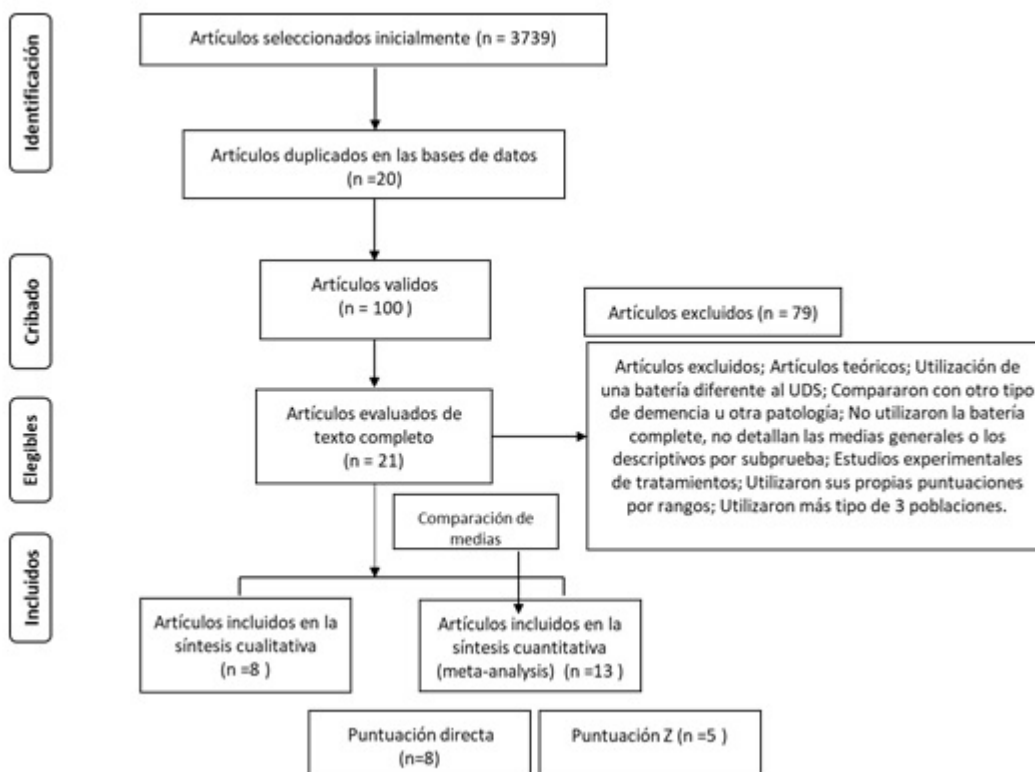 Identificación
Artículos seleccionados inicialmente (n = 3739)
Artículos duplicados en las bases de datos
(n =20)
Cribado
Artículos validos
(n = 100 )
Artículos excluidos (n = 79)
Artículos excluidos; Artículos teóricos; Utilización de
una batería diferente al UDS; Compararon con otro tipo
de demencia u otra patología; No utilizaron la batería
complete, no detallan las medias generales o los
descriptivos por subprueba; Estudios experimentales
de tratamientos; Utilizaron sus propias puntuaciones
por rangos; Utilizaron más tipo de 3 poblaciones.
Elegibles
Artículos evaluados de
texto completo
(n = 21)
Comparación de
medias
Incluidos
Artículos incluidos en la
síntesis cualitativa
(n =8 )
Artículos incluidos en la
síntesis cuantitativa
(meta-analysis) (n =13 )
Puntuación directa
(n=8)
Puntuación Z (n =5 )